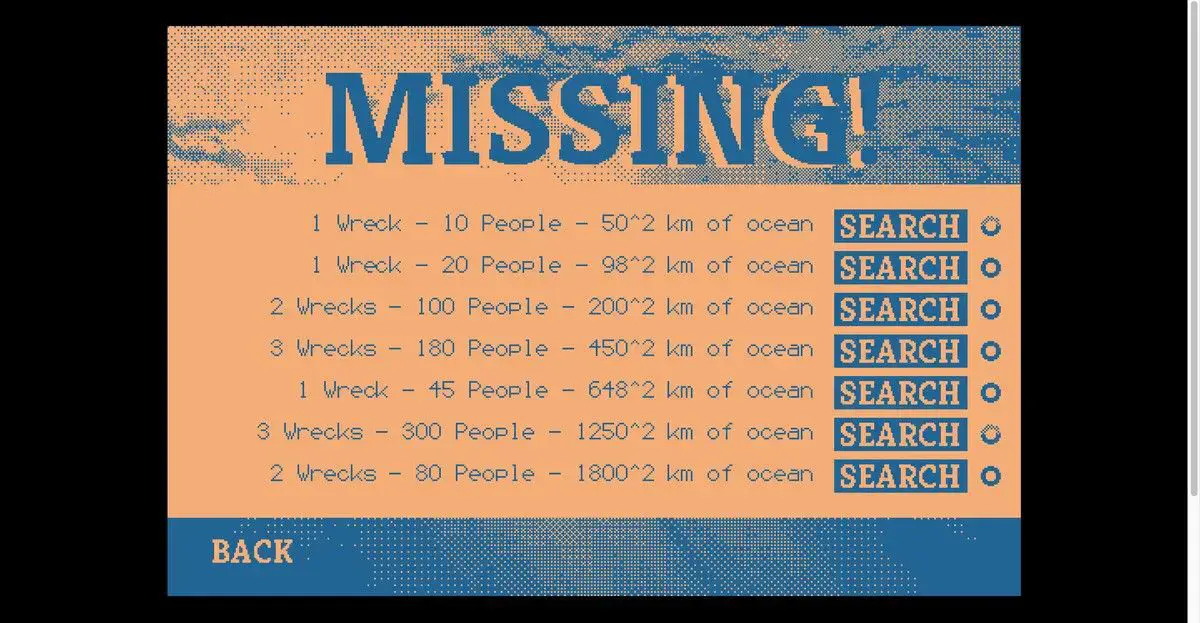 MISSING!
1 Wreck - 10 People - 50^2 km of ocean SEARCH
1 Wreck - 20 People - 98^2 km of ocean SEARCH
2 Wrecks - 100 People - 200^2 km of ocean SEARCH
3 Wrecks - 180 People - 450^2 km of ocean SEARCH
1 Wreck - 45 People - 648^2 km of ocean SEARCH
3 Wrecks - 300 People - 1250^2 km of ocean SEARCH
2 Wrecks - 80 People - 1800^2 km of ocean SEARCH
BACK